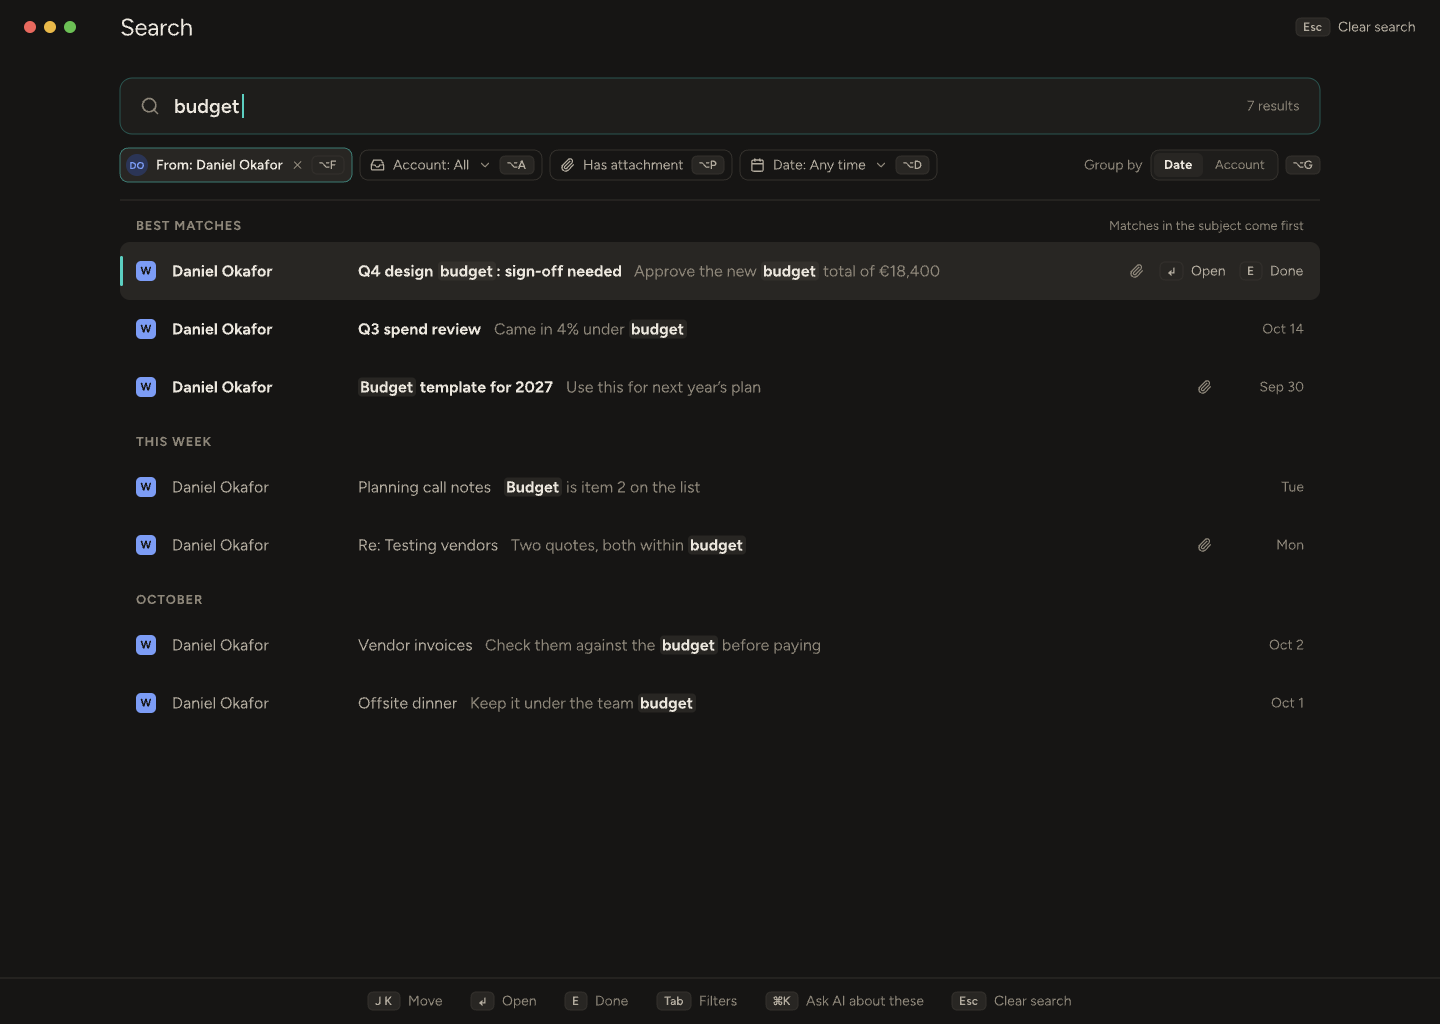 Search
Esc Clear search
budget
7 results
DO From: Daniel Okafor × ⌥F Account: All ⌥A Has attachment ⌥P Date: Any time ⌥D Group by Date Account ⌥G
BEST MATCHES Matches in the subject come first
W Daniel Okafor Q4 design budget: sign-off needed Approve the new budget total of €18,400 ↲ Open E Done
W Daniel Okafor Q3 spend review Came in 4% under budget Oct 14
W Daniel Okafor Budget template for 2027 Use this for next year’s plan Sep 30
THIS WEEK
W Daniel Okafor Planning call notes Budget is item 2 on the list Tue
W Daniel Okafor Re: Testing vendors Two quotes, both within budget Mon
OCTOBER
W Daniel Okafor Vendor invoices Check them against the budget before paying Oct 2
W Daniel Okafor Offsite dinner Keep it under the team budget Oct 1
J K Move ↲ Open E Done Tab Filters ⌘K Ask AI about these Esc Clear search